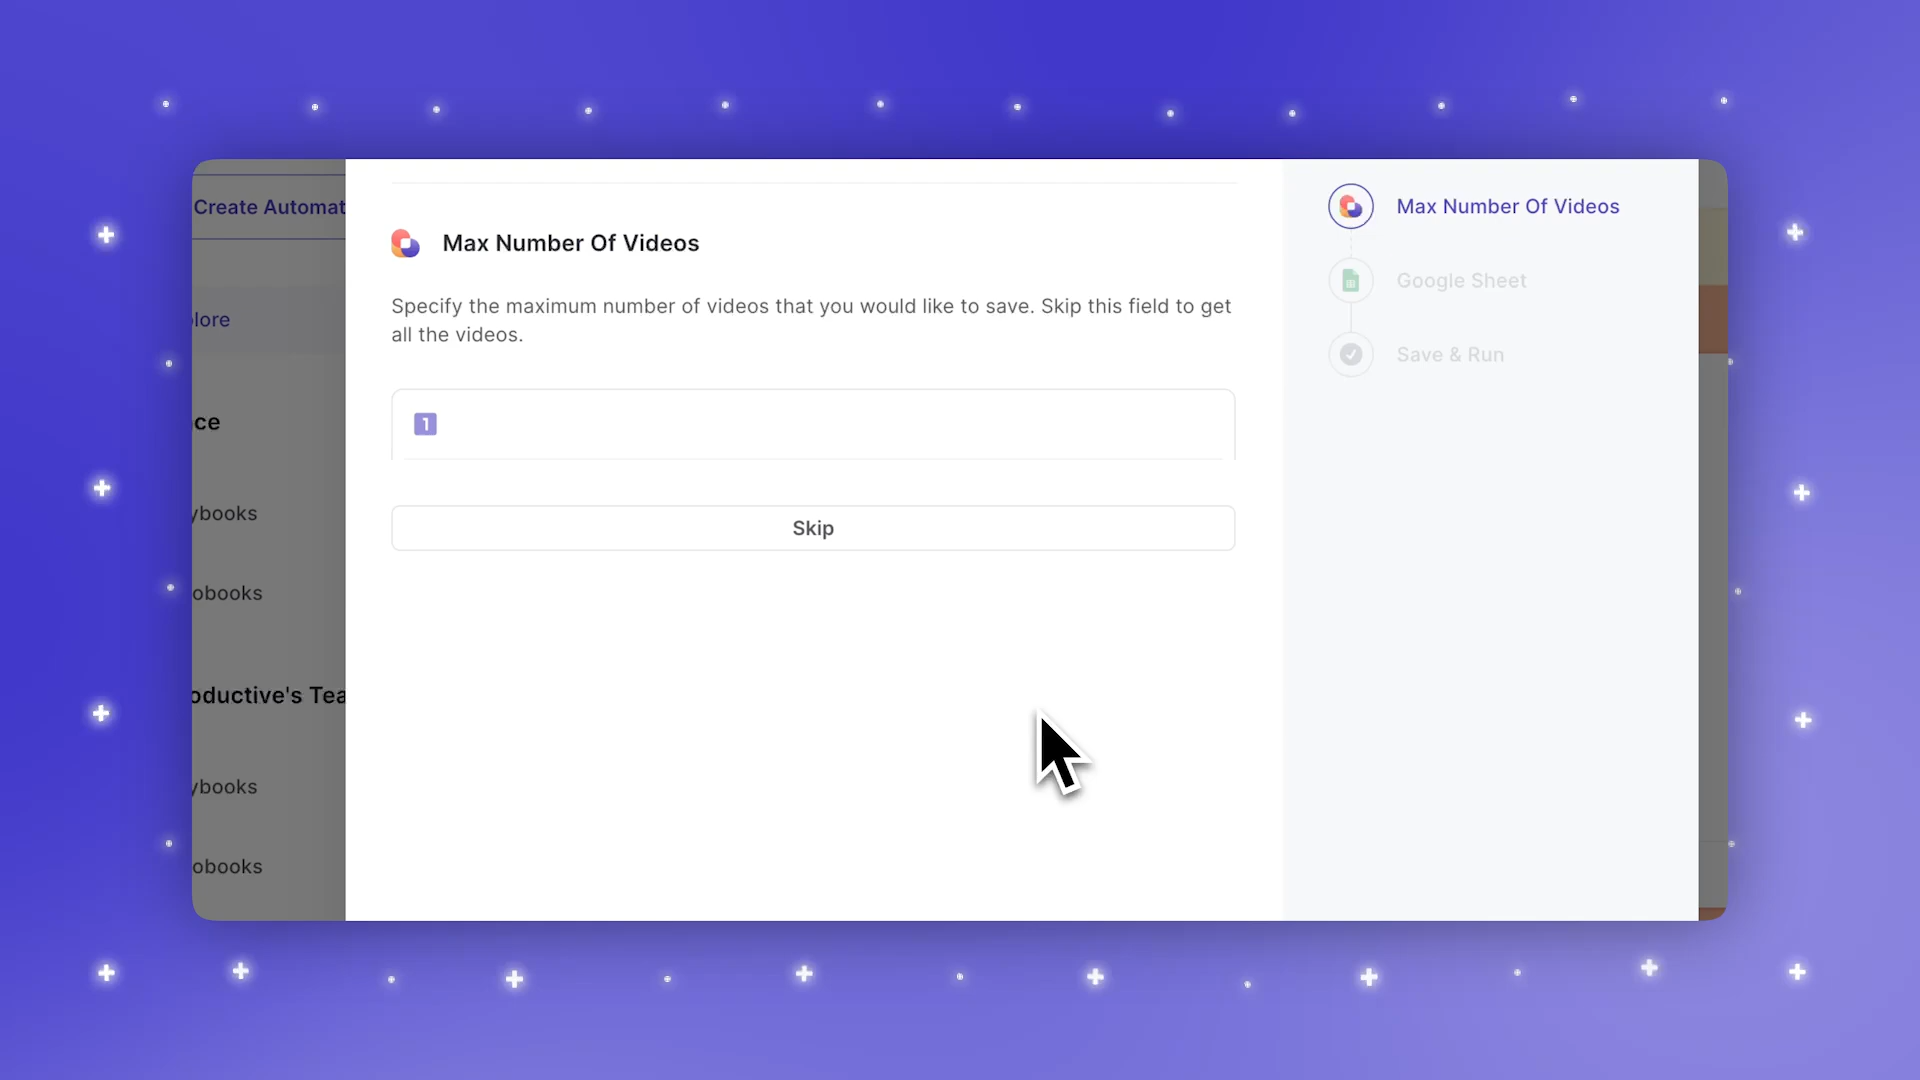 Create Automat
lore
ce
ybooks
obooks
oductive's Tea
ybooks
obooks
Max Number Of Videos
Specify the maximum number of videos that you would like to save. Skip this field to get
all the videos.
1
Skip
Max Number Of Videos
Google Sheet
Save & Run